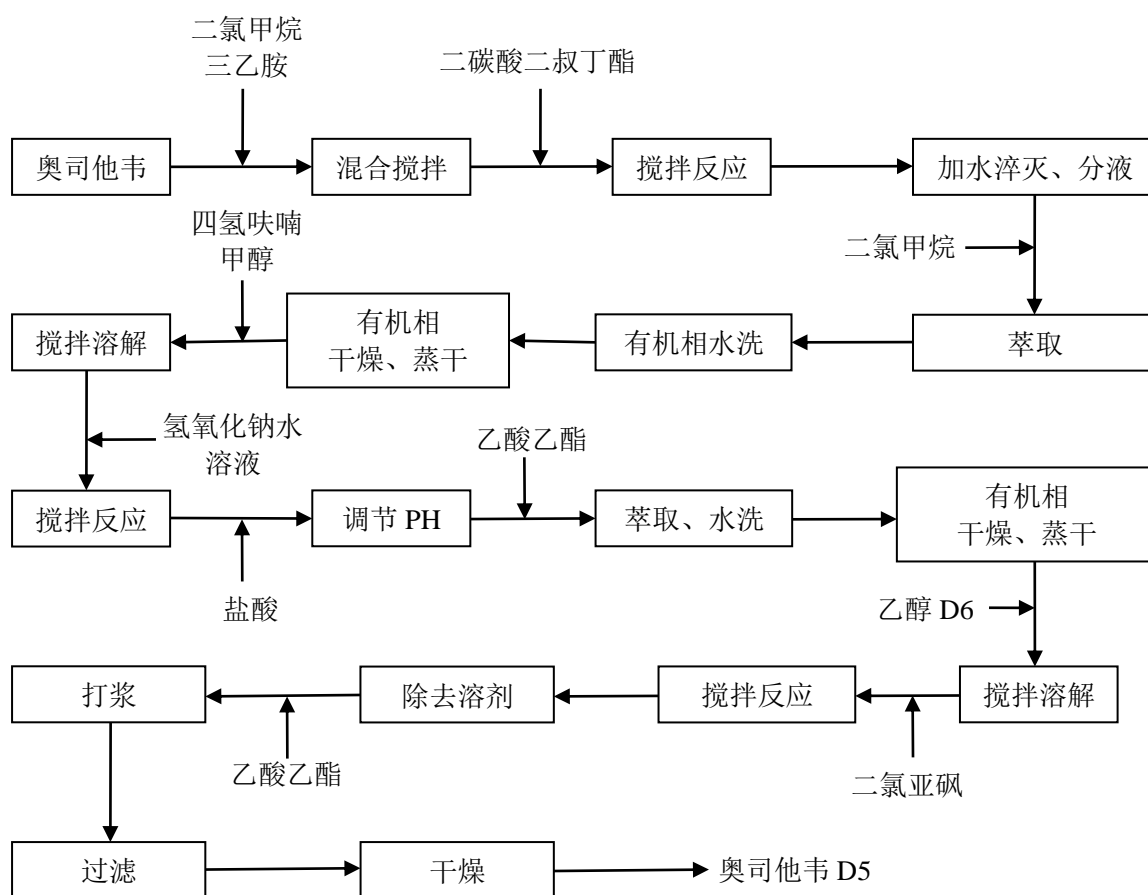 二氯甲烷
三乙胺
二碳酸二叔丁酯
奥司他韦
混合搅拌
搅拌反应
加水淬灭、分液
二氯甲烷
萃取
有机相水洗
有机相
干燥、蒸干
四氢呋喃
甲醇
搅拌溶解
氢氧化钠水
溶液
搅拌反应
盐酸
调节 PH
乙酸乙酯
萃取、水洗
有机相
干燥、蒸干
乙醇 D6
搅拌溶解
二氯亚砜
搅拌反应
除去溶剂
乙酸乙酯
打浆
过滤
干燥
奥司他韦 D5